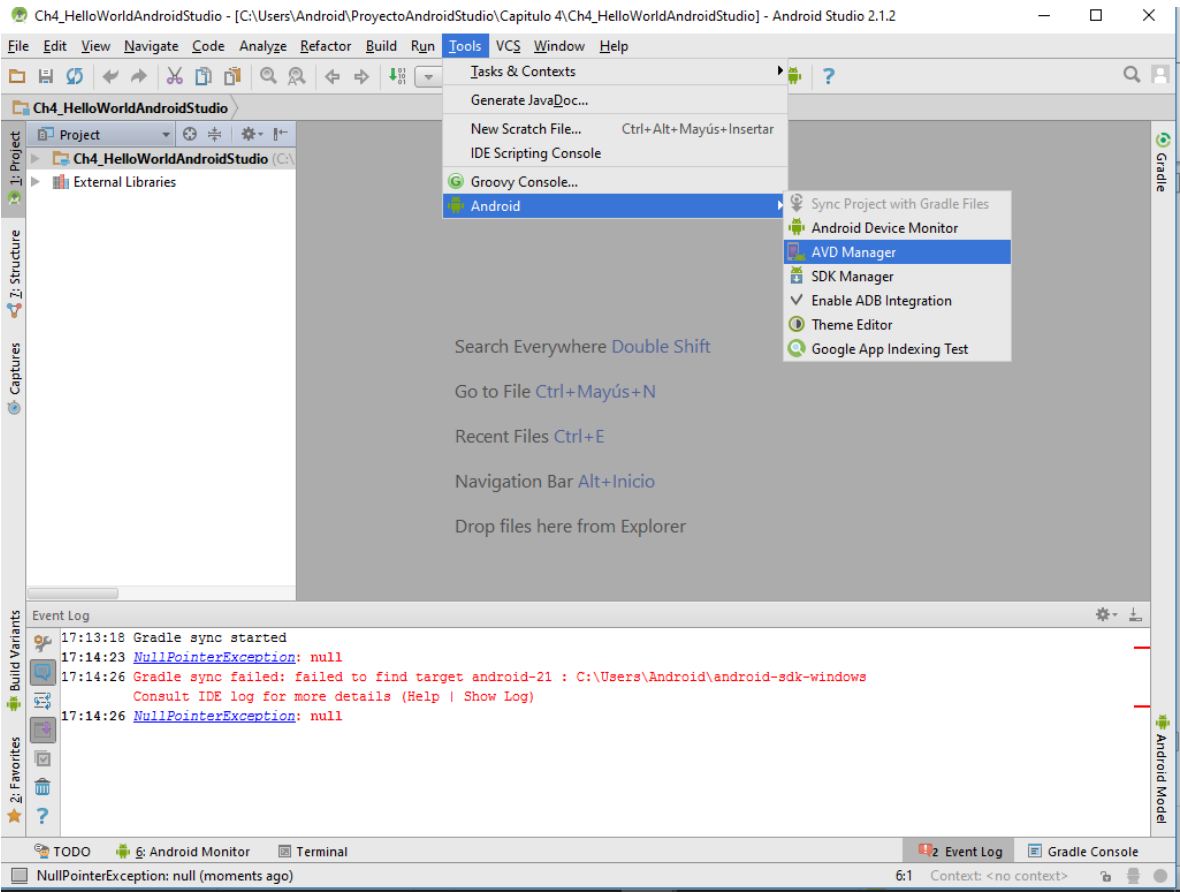 Ch4_HelloWorldAndroidStudio - [C:\Users\Android\ProyectoAndroidStudio\Capitulo 4\Ch4_HelloWorldAndroidStudio] - Android Studio 2.1.2
File Edit View Navigate Code Analyze Refactor Build Run Tools VCS Window Help
Ch4_HelloWorldAndroidStudio
Project
Ch4_HelloWorldAndroidStudio (C:\
External Libraries
1: Project
7: Structure
Captures
Build Variants
2: Favorites
Tasks & Contexts
Generate JavaDoc...
New Scratch File... Ctrl+Alt+Mayús+Insertar
IDE Scripting Console
Groovy Console...
Android
Sync Project with Gradle Files
Android Device Monitor
AVD Manager
SDK Manager
Enable ADB Integration
Theme Editor
Google App Indexing Test
Search Everywhere Double Shift
Go to File Ctrl+Mayús+N
Recent Files Ctrl+E
Navigation Bar Alt+Inicio
Drop files here from Explorer
Gradle
Android Model
Event Log
17:13:18 Gradle sync started
17:14:23 NullPointerException: null
17:14:26 Gradle sync failed: failed to find target android-21 : C:\Users\Android\android-sdk-windows
Consult IDE log for more details (Help | Show Log)
17:14:26 NullPointerException: null
TODO 6: Android Monitor Terminal 2 Event Log Gradle Console
NullPointerException: null (moments ago) 6:1 Context: <no context>